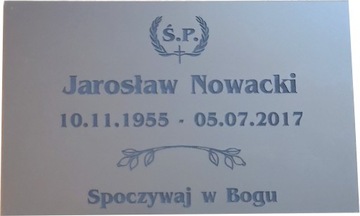 Ś.P.
Jarosław Nowacki
10.11.1955 - 05.07.2017
Spoczywaj w Bogu